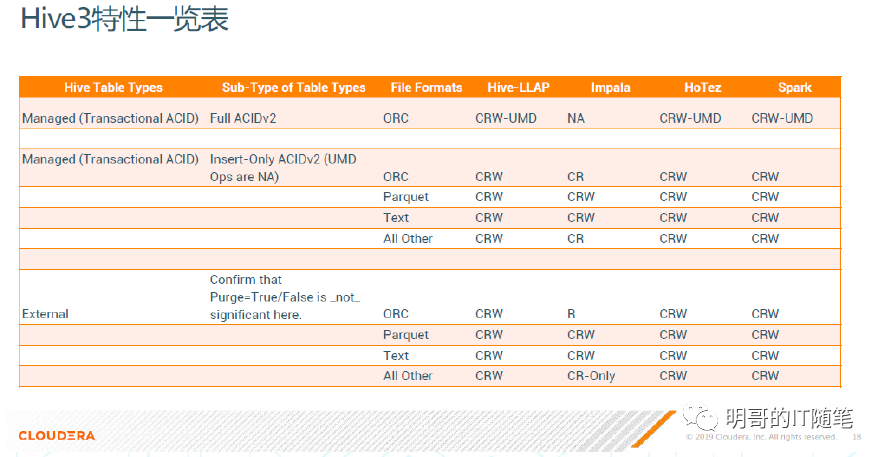 Hive3特性一览表
Hive Table Types Sub-Type of Table Types File Formats Hive-LLAP Impala HoTez Spark
Managed (Transactional ACID) Full ACIDv2 ORC CRW-UMD NA CRW-UMD CRW-UMD
Managed (Transactional ACID) Insert-Only ACIDv2 (UMD
Ops are NA) ORC CRW CR CRW CRW
Parquet CRW CRW CRW CRW
Text CRW CRW CRW CRW
All Other CRW CR CRW CRW
Confirm that
Purge=True/False is _not_
External significant here. ORC CRW R CRW CRW
Parquet CRW CRW CRW CRW
Text CRW CRW CRW CRW
All Other CRW CR-Only CRW CRW
明哥的IT随笔
CLOUDERA © 2019 Cloudera, Inc. All rights reserved. 18